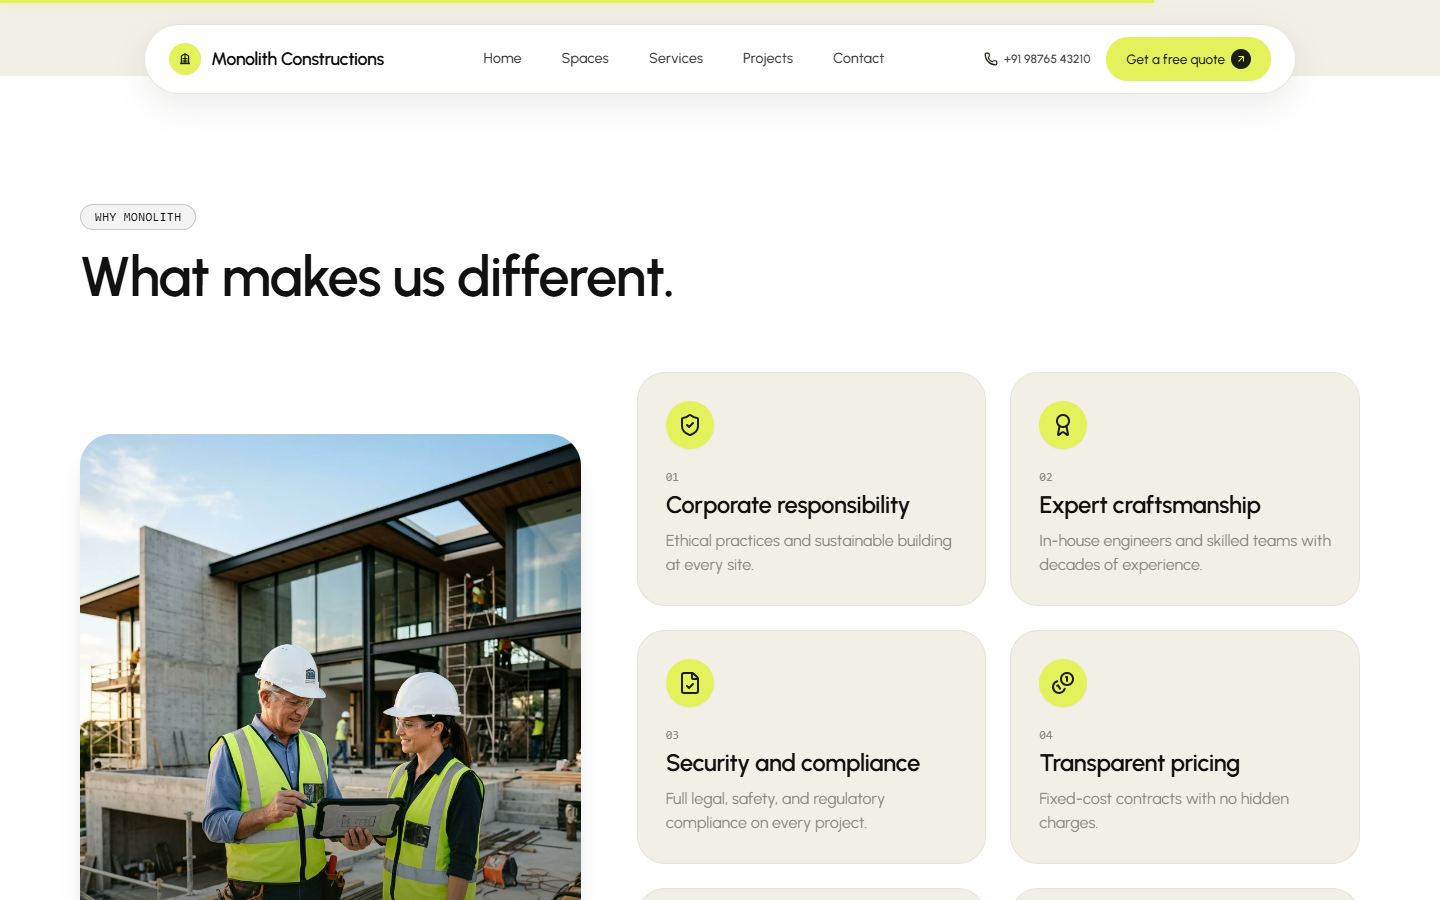 Monolith Constructions
Home
Spaces
Services
Projects
Contact
+91 98765 43210
Get a free quote
WHY MONOLITH
What makes us different.
01
Corporate responsibility
Ethical practices and sustainable building
at every site.
02
Expert craftsmanship
In-house engineers and skilled teams with
decades of experience.
03
Security and compliance
Full legal, safety, and regulatory
compliance on every project.
04
Transparent pricing
Fixed-cost contracts with no hidden
charges.